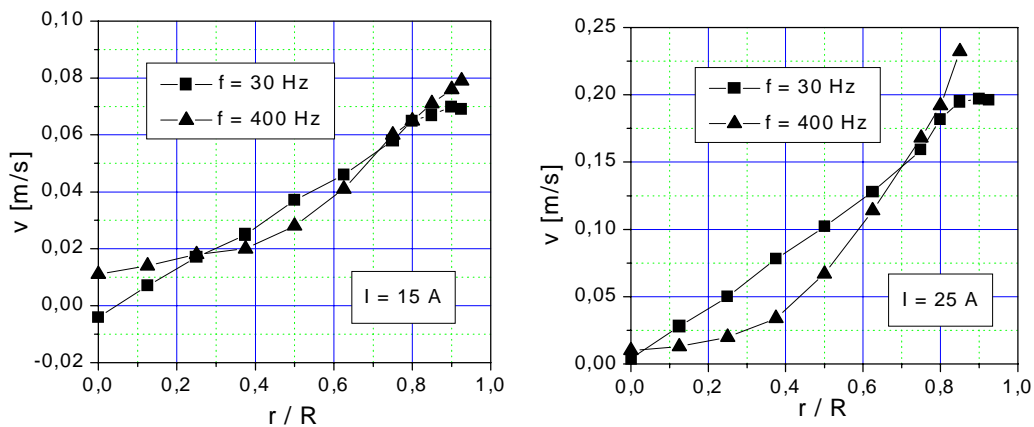 0,10
0,08
0,06
0,04
0,02
0,00
-0,02
v [m/s]
f = 30 Hz
f = 400 Hz
I = 15 A
0,0 0,2 0,4 0,6 0,8 1,0
r / R
0,25
0,20
0,15
0,10
0,05
0,00
v [m/s]
f = 30 Hz
f = 400 Hz
I = 25 A
0,0 0,2 0,4 0,6 0,8 1,0
r / R